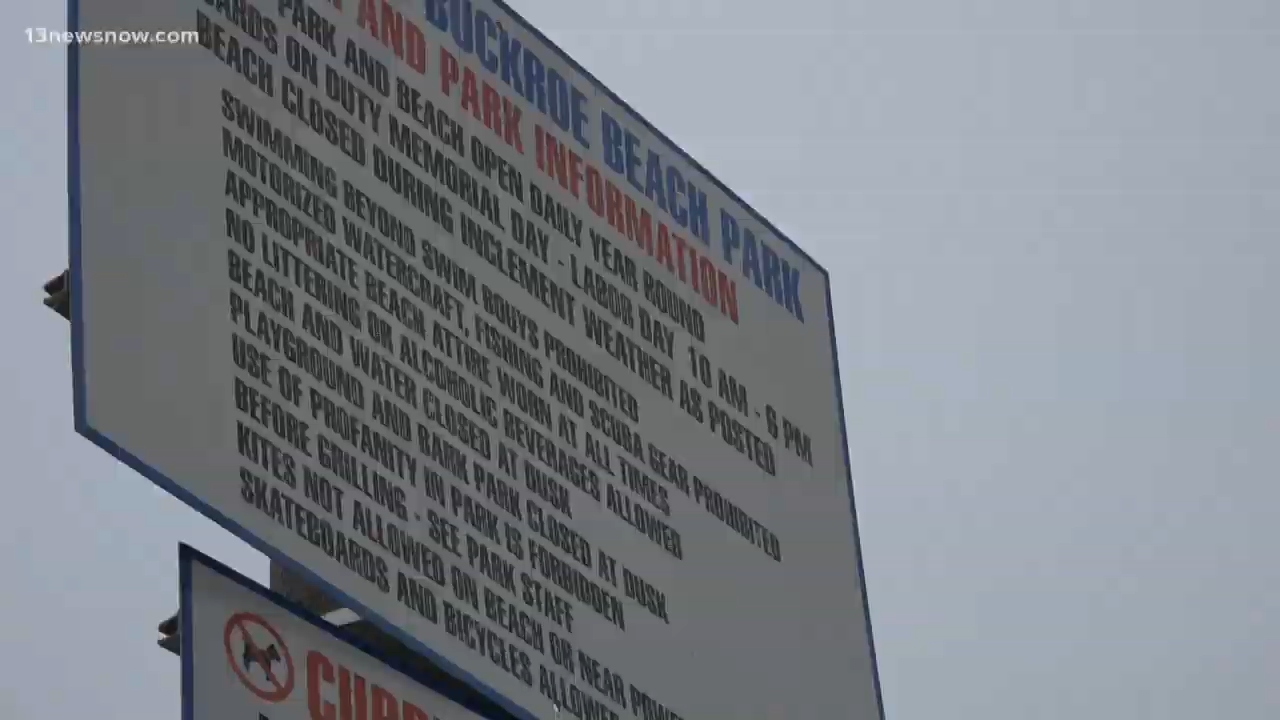 13newsnow.com
BUCKROE BEACH PARK
AND PARK INFORMATION
PARK AND BEACH OPEN DAILY YEAR ROUND
ON DUTY MEMORIAL DAY - LABOR DAY 10 AM - 6 PM
BEACH CLOSED DURING INCLEMENT WEATHER AS POSTED
SWIMMING BEYOND SWIM BOUYS PROHIBITED
MOTORIZED WATERCRAFT, FISHING AND SCUBA GEAR PROHIBITED
APPROPRIATE BEACH ATTIRE WORN AT ALL TIMES
NO LITTERING OR ALCOHOLIC BEVERAGES ALLOWED
BEACH AND WATER CLOSED AT DUSK
PLAYGROUND AND PARK CLOSED AT DUSK
USE OF PROFANITY IN PARK IS FORBIDDEN
BEFORE GRILLING - SEE PARK STAFF
KITES NOT ALLOWED ON BEACH OR NEAR
SKATEBOARDS AND BICYCLES